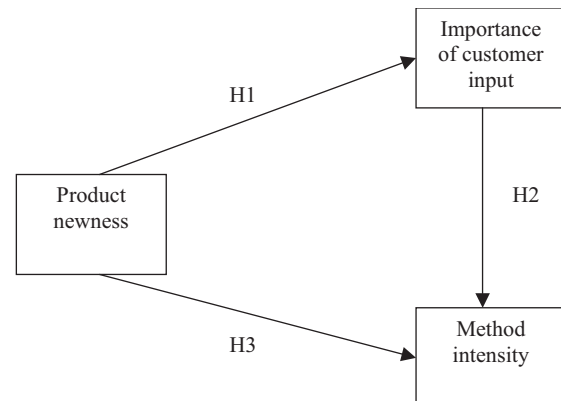 Importance
of customer
input
H1
Product
newness
H2
H3
Method
intensity